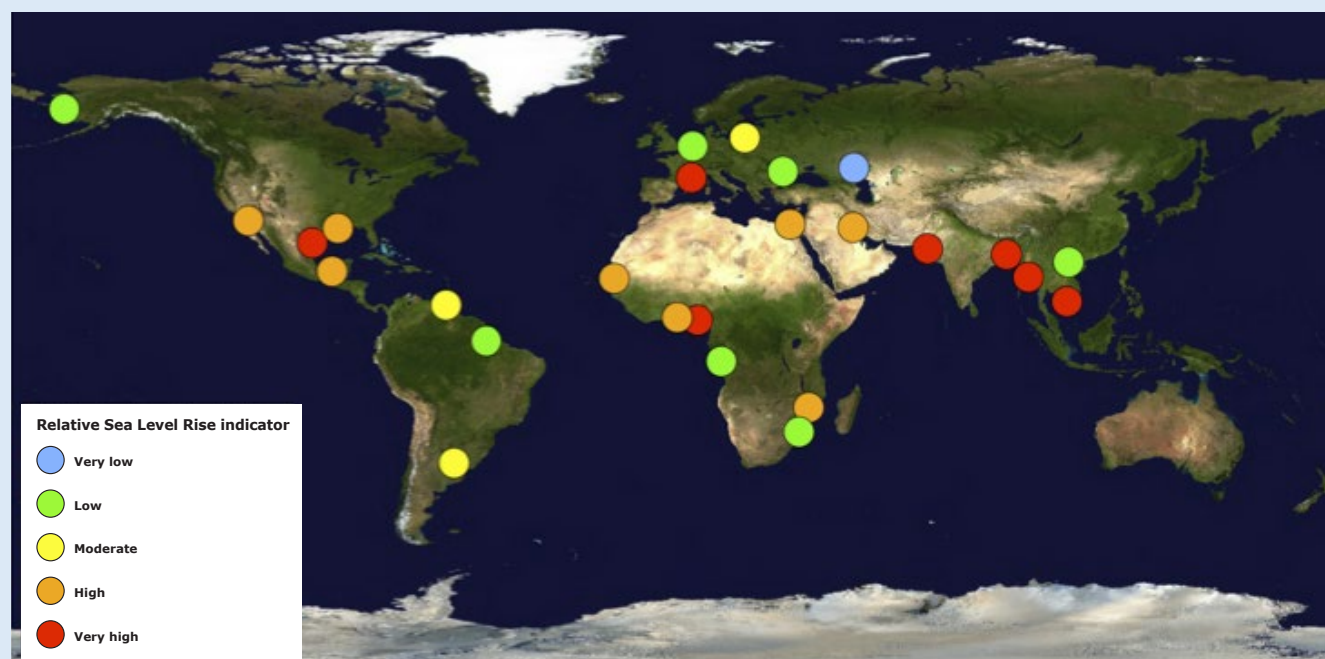 Relative Sea Level Rise indicator
Very low
Low
Moderate
High
Very high